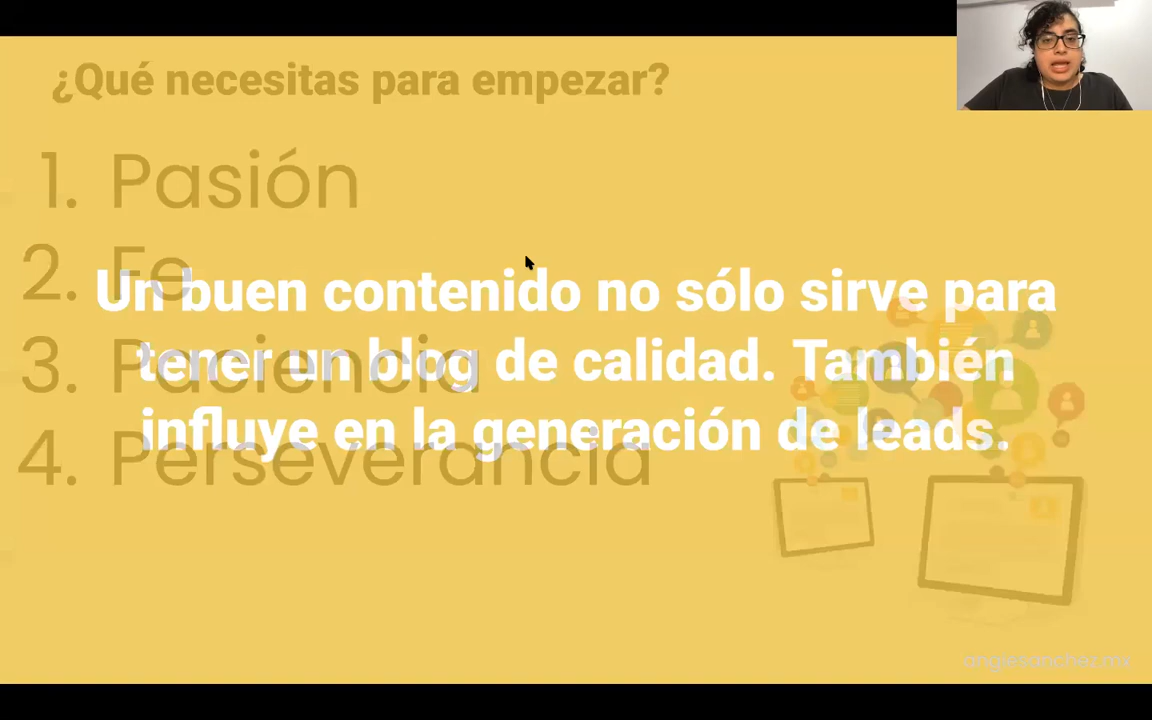 ¿Qué necesitas para empezar?
1. Pasión
2. Fe
3. Paciencia
4. Perseverancia
Un buen contenido no sólo sirve para
tener un blog de calidad. También
influye en la generación de leads.
angiesanchez.mx